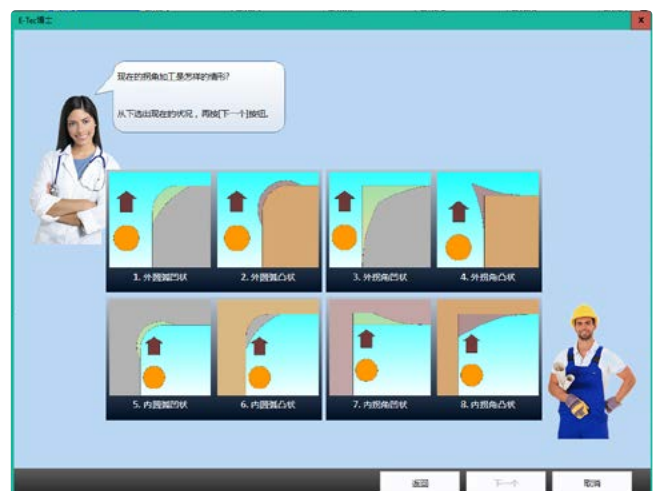 E-Tec博士
现在的拐角加工是怎样的情形?
从下选出现在的状况，再按[下一个]按钮。
1. 外圆弧凹状
2. 外圆弧凸状
3. 外拐角凹状
4. 外拐角凸状
5. 内圆弧凹状
6. 内圆弧凸状
7. 内拐角凹状
8. 内拐角凸状
返回
下一个
取消